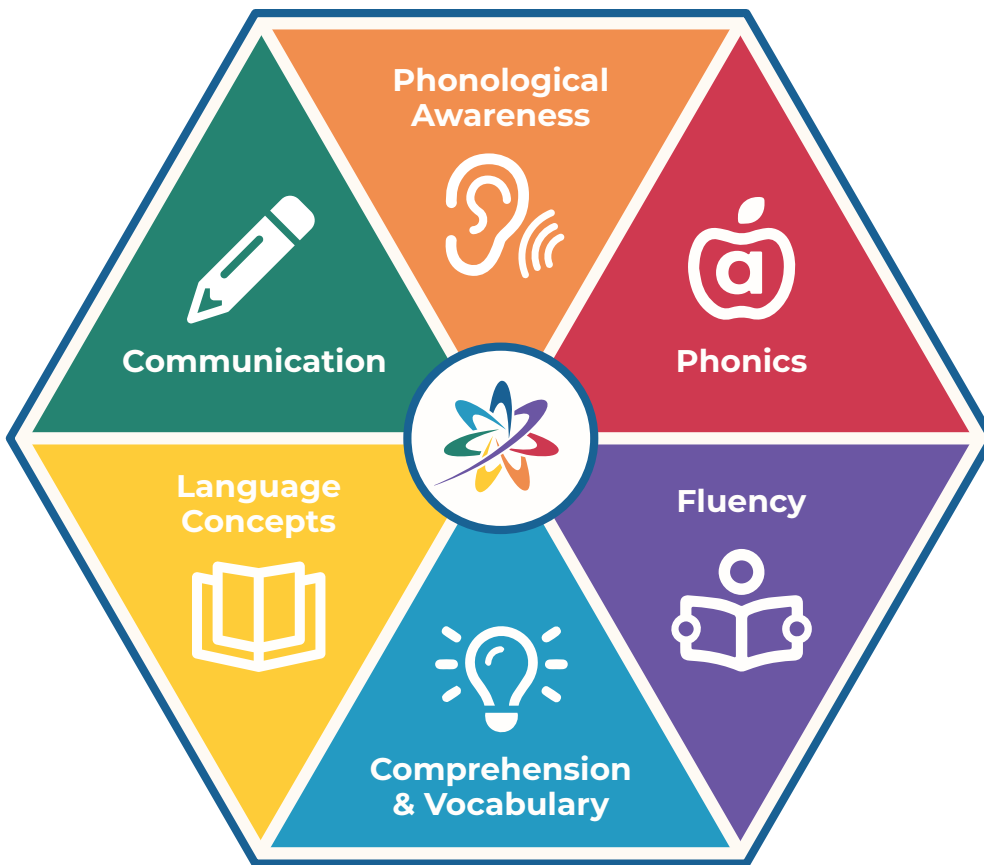 Phonological
Awareness
Communication
a
Phonics
Language
Concepts
Fluency
Comprehension
& Vocabulary